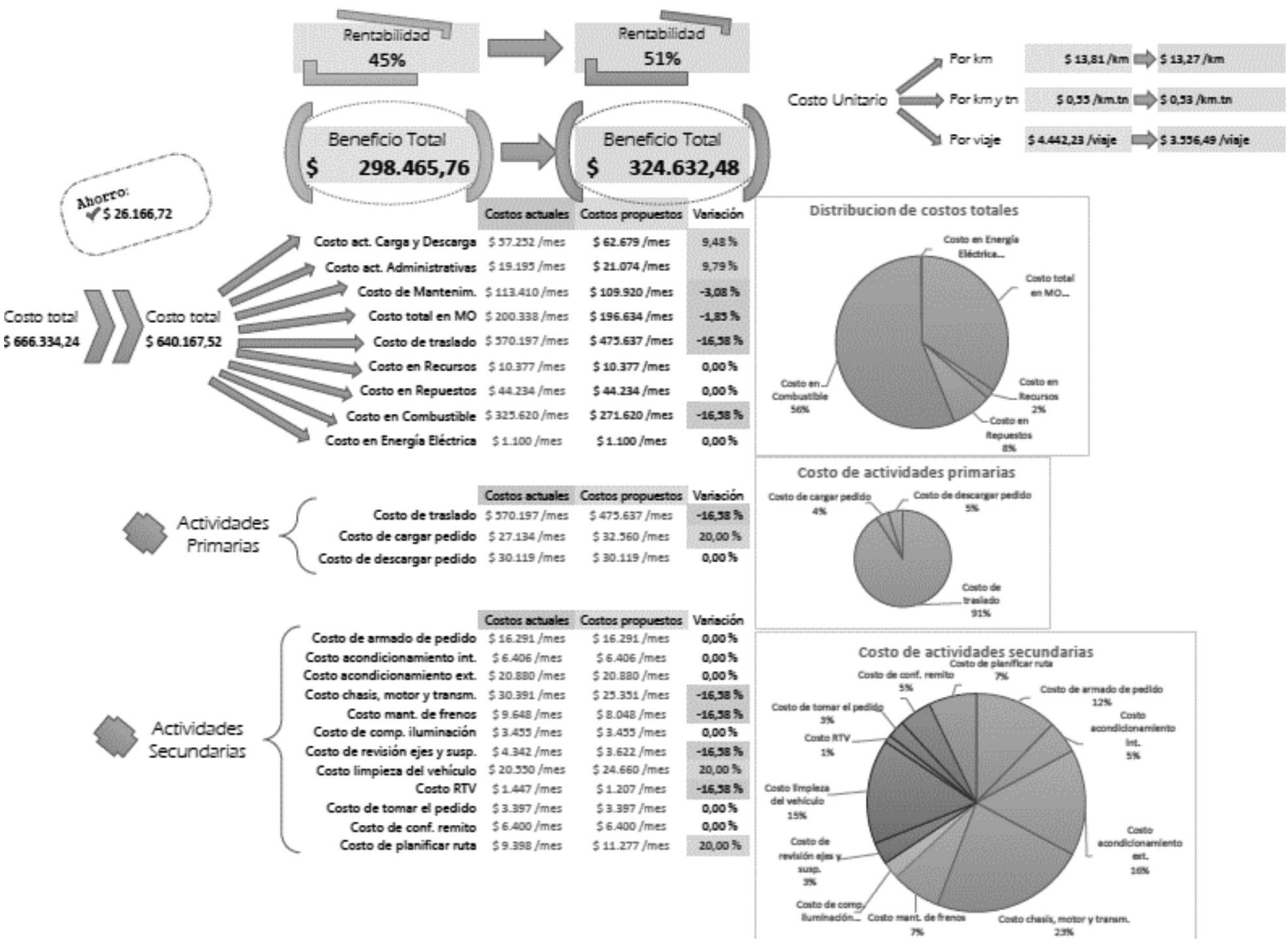 Rentabilidad
45%
Rentabilidad
51%
Beneficio Total
$ 298.465,76
Beneficio Total
$ 324.632,48
Costo Unitario
Por km $ 13,81 /km $ 13,27 /km
Por km y tn $ 0,55 /km.tn $ 0,53 /km.tn
Por viaje $ 4.442,23 /viaje $ 3.556,49 /viaje
Ahorro:
$ 26.166,72
Costo total
$ 666.334,24
Costo total
$ 640.167,52
Costos actuales Costos propuestos Variación
Costo act. Carga y Descarga $ 57.252 /mes $ 62.679 /mes 9,48 %
Costo act. Administrativas $ 19.195 /mes $ 21.074 /mes 9,79 %
Costo de Mantenim. $ 113.410 /mes $ 109.920 /mes -3,08 %
Costo total en MO $ 200.338 /mes $ 196.634 /mes -1,85 %
Costo de traslado $ 570.197 /mes $ 475.637 /mes -16,58 %
Costo en Recursos $ 10.377 /mes $ 10.377 /mes 0,00 %
Costo en Repuestos $ 44.234 /mes $ 44.234 /mes 0,00 %
Costo en Combustible $ 325.620 /mes $ 271.620 /mes -16,58 %
Costo en Energía Eléctrica $ 1.100 /mes $ 1.100 /mes 0,00 %
Distribucion de costos totales
Costo en Energía
Eléctrica...
Costo total
en MO...
Costo en
Recursos
2%
Costo en
Repuestos
8%
Costo en
Combustible
56%
Actividades
Primarias
Costos actuales Costos propuestos Variación
Costo de traslado $ 570.197 /mes $ 475.637 /mes -16,58 %
Costo de cargar pedido $ 27.134 /mes $ 32.560 /mes 20,00 %
Costo de descargar pedido $ 30.119 /mes $ 30.119 /mes 0,00 %
Costo de actividades primarias
Costo de cargar pedido
4%
Costo de descargar pedido
5%
Costo de
traslado
91%
Actividades
Secundarias
Costos actuales Costos propuestos Variación
Costo de armado de pedido $ 16.291 /mes $ 16.291 /mes 0,00 %
Costo acondicionamiento int. $ 6.406 /mes $ 6.406 /mes 0,00 %
Costo acondicionamiento ext. $ 20.880 /mes $ 20.880 /mes 0,00 %
Costo chasis, motor y transm. $ 30.391 /mes $ 25.351 /mes -16,58 %
Costo mant. de frenos $ 9.648 /mes $ 8.048 /mes -16,58 %
Costo de comp. iluminación $ 3.455 /mes $ 3.455 /mes 0,00 %
Costo de revisión ejes y susp. $ 4.342 /mes $ 3.622 /mes -16,58 %
Costo limpieza del vehículo $ 20.550 /mes $ 24.660 /mes 20,00 %
Costo RTV $ 1.447 /mes $ 1.207 /mes -16,58 %
Costo de tomar el pedido $ 3.397 /mes $ 3.397 /mes 0,00 %
Costo de conf. remito $ 6.400 /mes $ 6.400 /mes 0,00 %
Costo de planificar ruta $ 9.398 /mes $ 11.277 /mes 20,00 %
Costo de actividades secundarias
Costo de planificar ruta
7%
Costo de conf. remito
5%
Costo de armado de pedido
12%
Costo de tomar el pedido
3%
Costo
acondicionamiento
int.
5%
Costo RTV
1%
Costo limpieza
del vehículo
15%
Costo
acondicionamiento
ext.
16%
Costo de
revisión ejes y
susp.
3%
Costo de comp.
iluminación...
Costo mant. de frenos
7%
Costo chasis, motor y transm.
23%